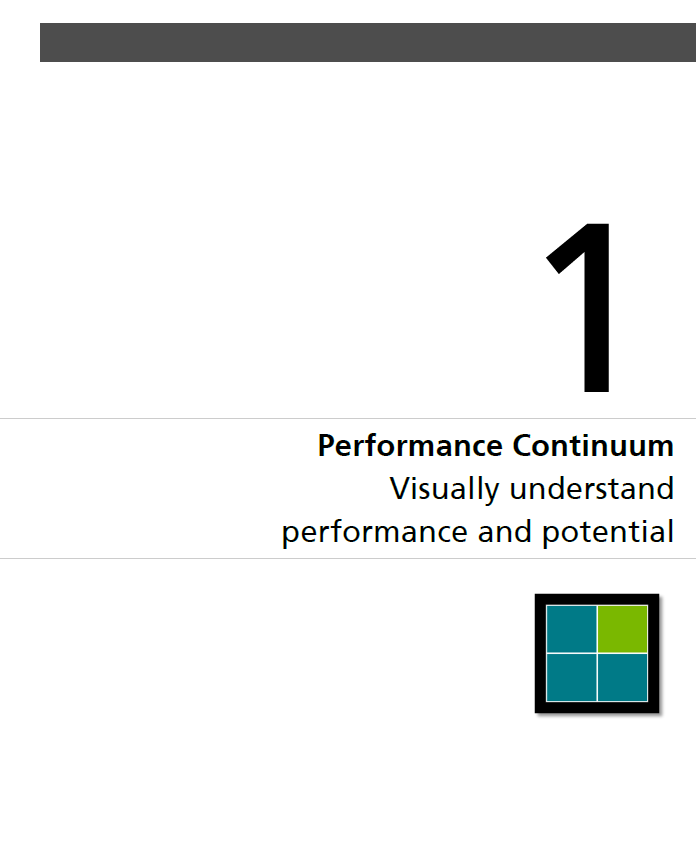 1
Performance Continuum
Visually understand
performance and potential